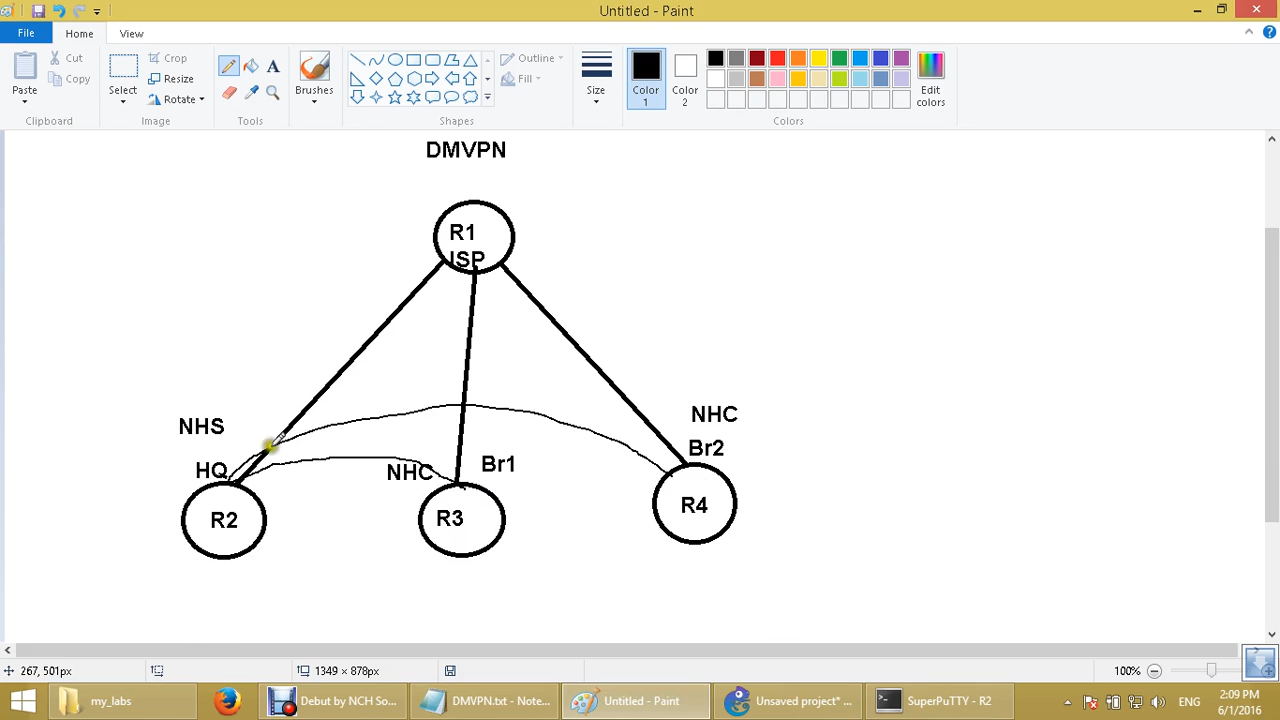 Untitled - Paint
File
Home
View
Paste
Cut
Copy
Clipboard
Select
Crop
Resize
Rotate
Image
A
Tools
Brushes
Outline
Fill
Shapes
Size
Color
1
Color
2
Edit
colors
Colors
DMVPN
R1
ISP
NHS
HQ
R2
NHC
Br1
R3
NHC
Br2
R4
267, 501px
1349 × 878px
100%
my_labs
Debut by NCH So...
DMVPN.txt - Note...
Untitled - Paint
Unsaved project* ...
SuperPuTTY - R2
ENG
2:09 PM
6/1/2016